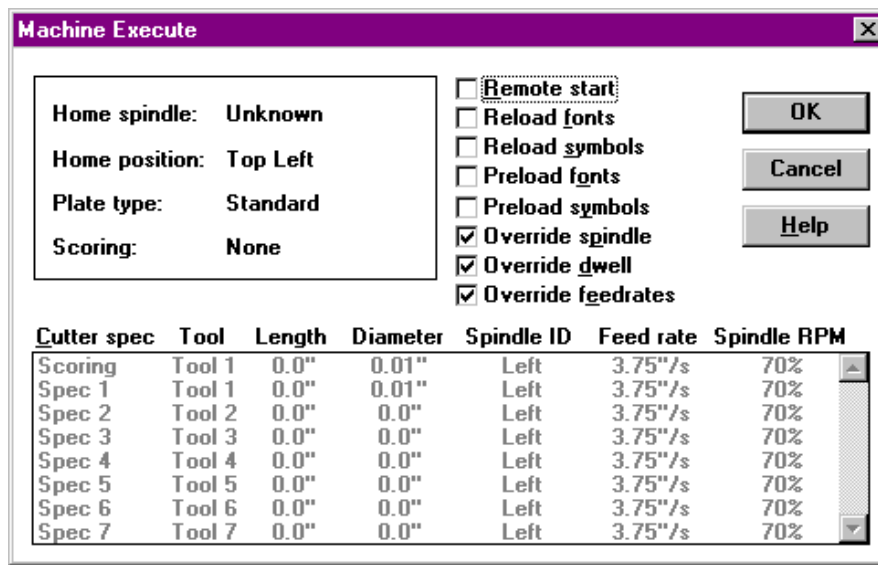 Machine Execute
Home spindle: Unknown
Home position: Top Left
Plate type: Standard
Scoring: None
Remote start
Reload fonts
Reload symbols
Preload fonts
Preload symbols
Override spindle
Override dwell
Override feedrates
OK
Cancel
Help
Cutter spec Tool Length Diameter Spindle ID Feed rate Spindle RPM
Scoring Tool 1 0.0" 0.01" Left 3.75"/s 70%
Spec 1 Tool 1 0.0" 0.01" Left 3.75"/s 70%
Spec 2 Tool 2 0.0" 0.0" Left 3.75"/s 70%
Spec 3 Tool 3 0.0" 0.0" Left 3.75"/s 70%
Spec 4 Tool 4 0.0" 0.0" Left 3.75"/s 70%
Spec 5 Tool 5 0.0" 0.0" Left 3.75"/s 70%
Spec 6 Tool 6 0.0" 0.0" Left 3.75"/s 70%
Spec 7 Tool 7 0.0" 0.0" Left 3.75"/s 70%